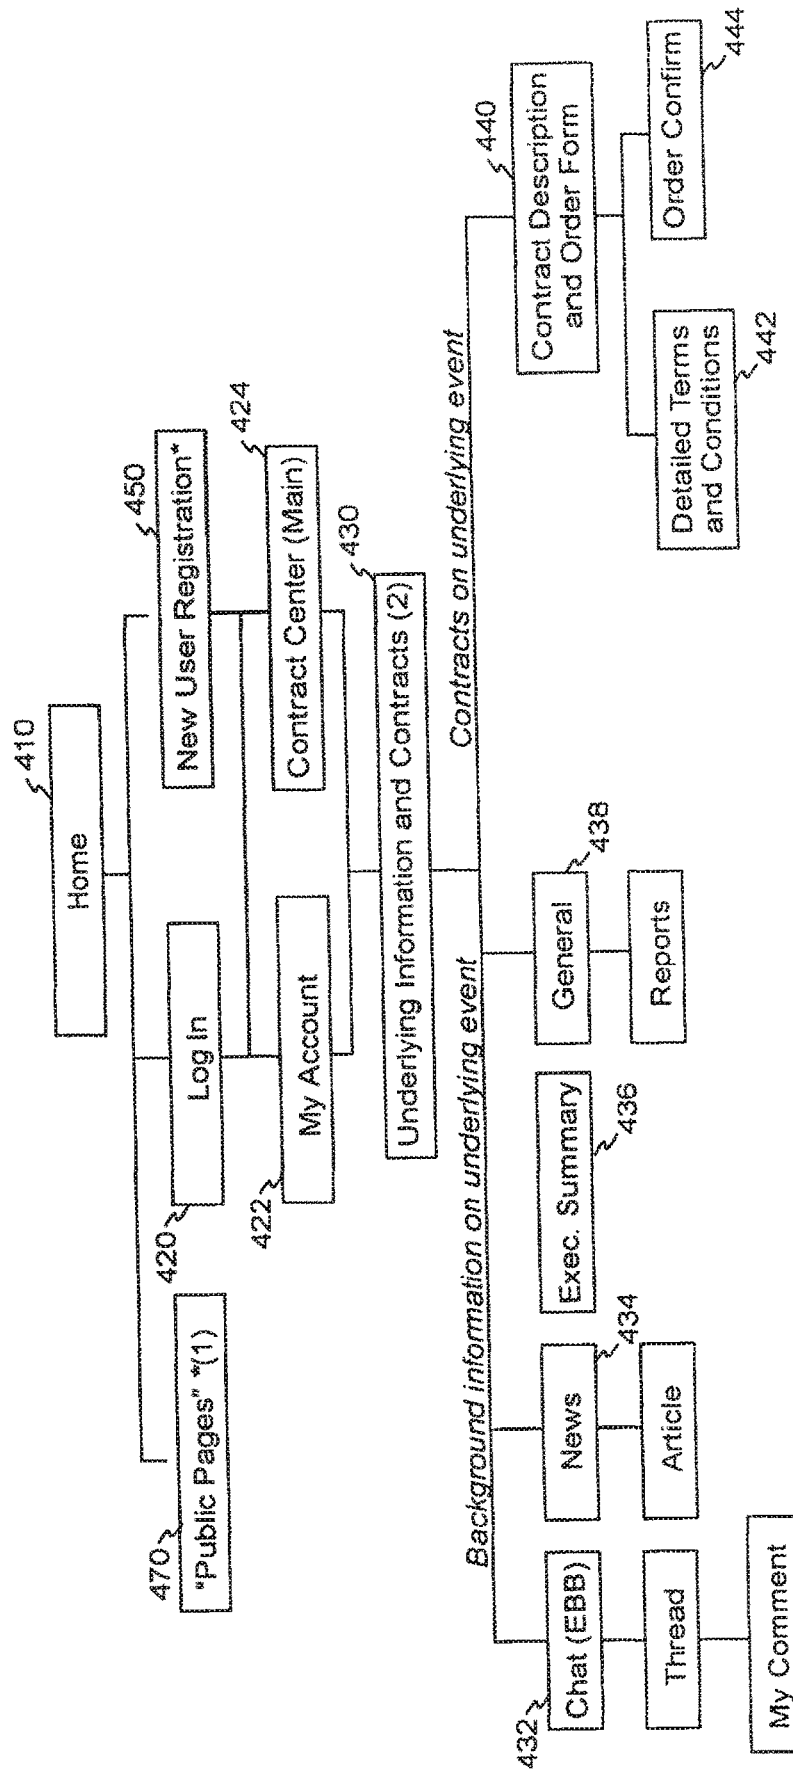 410
Home
470
"Public Pages" *(1)
420
Log In
450
New User Registration*
422
My Account
424
Contract Center (Main)
430
Underlying Information and Contracts (2)
Background information on underlying event
Contracts on underlying event
432
Chat (EBB)
Thread
My Comment
News
434
Article
Exec. Summary
436
General
438
Reports
440
Contract Description
and Order Form
Detailed Terms
and Conditions
442
Order Confirm
444